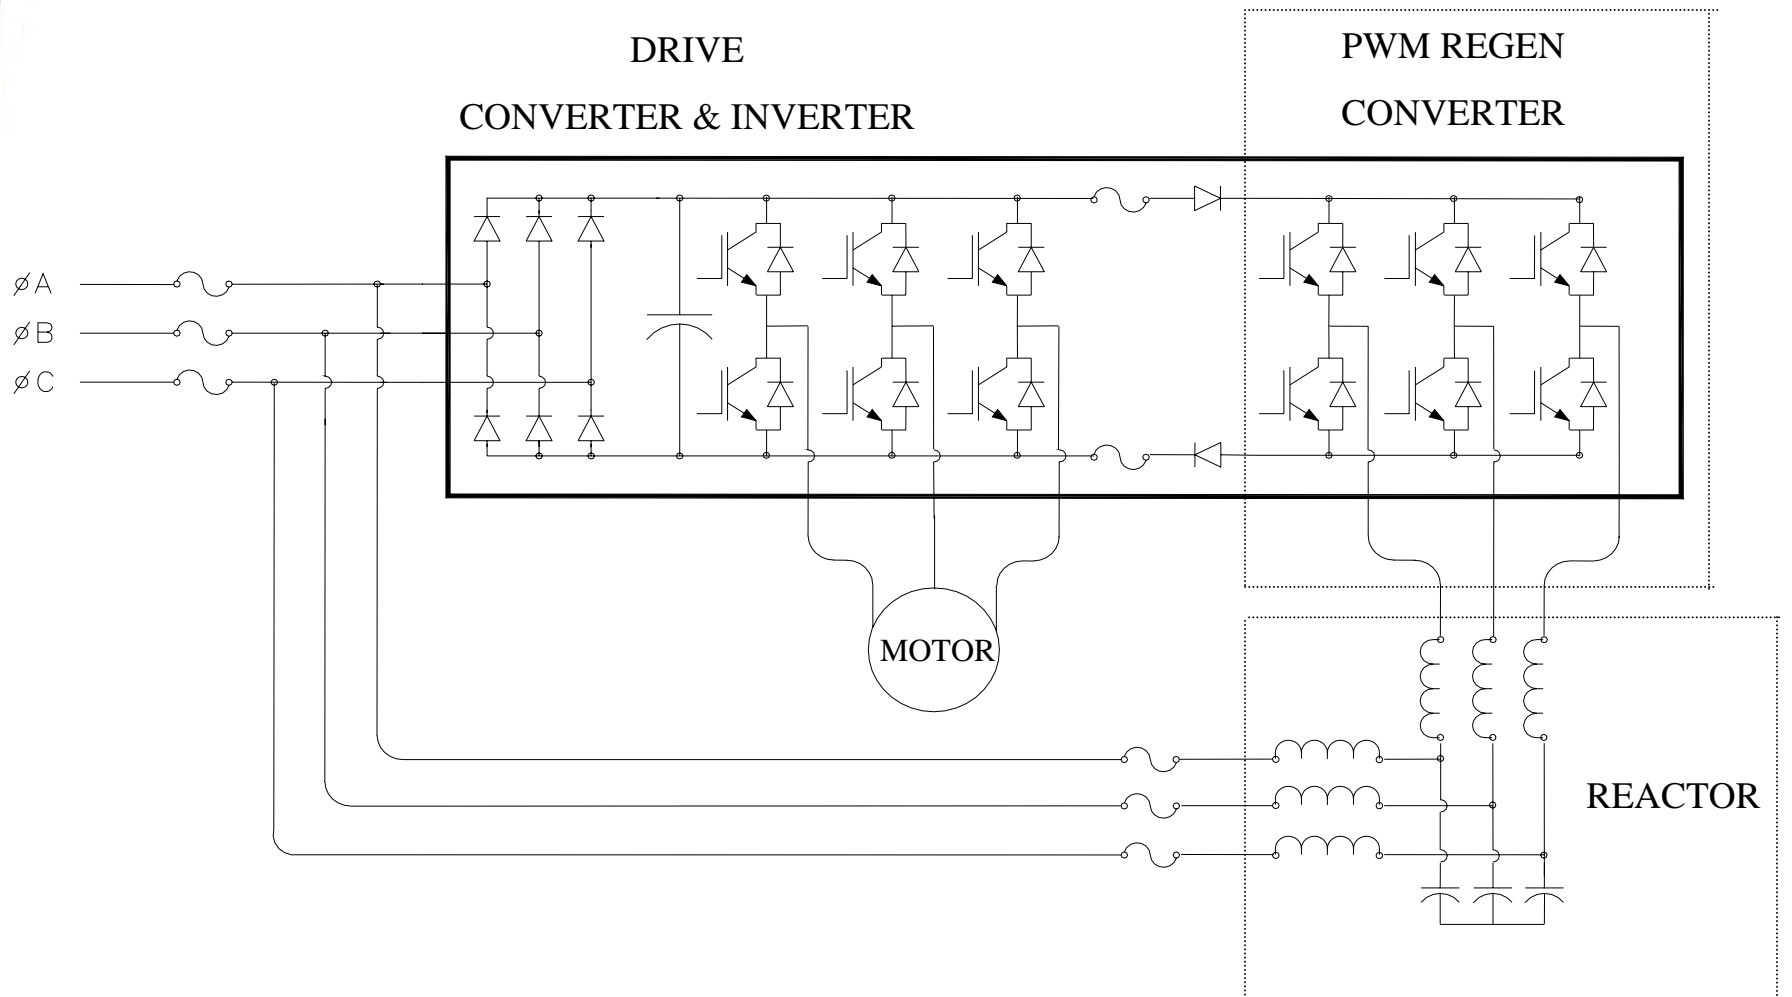 DRIVE
CONVERTER & INVERTER
PWM REGEN
CONVERTER
øA
øB
øC
MOTOR
REACTOR